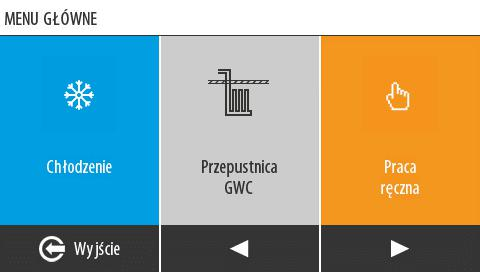 MENU GŁÓWNE
Chłodzenie
Przepustnica
GWC
Praca
ręczna
Wyjście